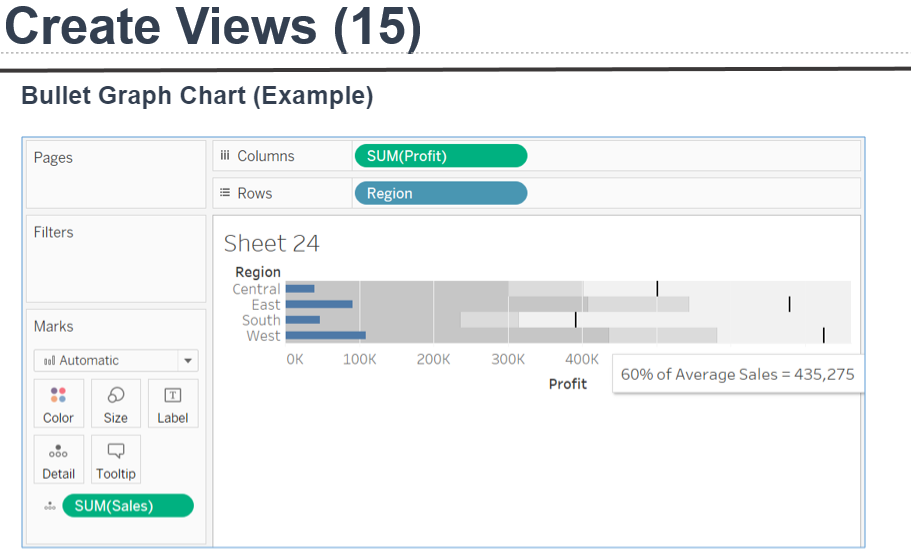 Create Views (15)
Bullet Graph Chart (Example)
Pages
Columns
SUM(Profit)
Rows
Region
Filters
Sheet 24
Region
Central
East
South
West
0K 100K 200K 300K 400K
Profit
60% of Average Sales = 435,275
Marks
Automatic
Color Size Label
Detail Tooltip
SUM(Sales)